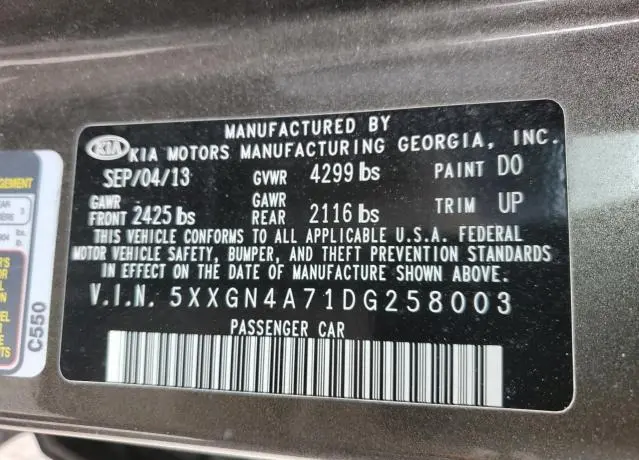 MANUFACTURED BY
KIA KIA MOTORS MANUFACTURING GEORGIA, INC.
SEP/04/13 GVWR 4299 lbs PAINT DO
GAWR FRONT 2425 lbs GAWR REAR 2116 lbs TRIM UP
THIS VEHICLE CONFORMS TO ALL APPLICABLE U.S.A. FEDERAL
MOTOR VEHICLE SAFETY, BUMPER, AND THEFT PREVENTION STANDARDS
IN EFFECT ON THE DATE OF MANUFACTURE SHOWN ABOVE.
V.I.N. 5XXGN4A71DG258003
PASSENGER CAR
C550